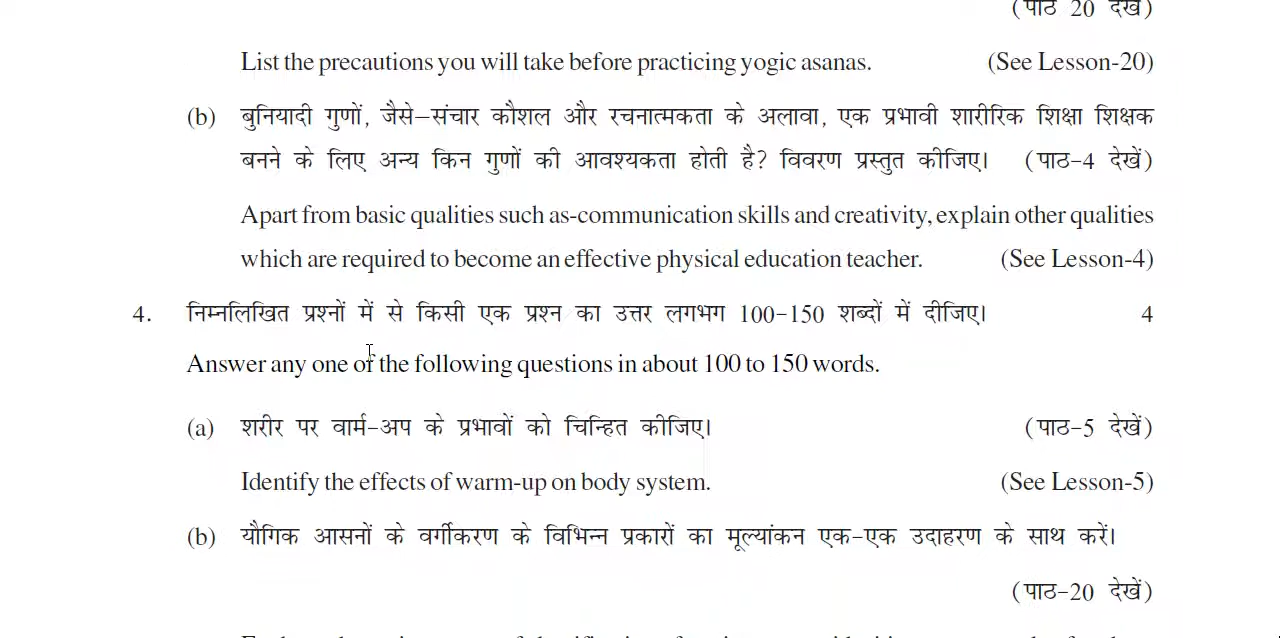 (पाठ 20 देखें)
List the precautions you will take before practicing yogic asanas. (See Lesson-20)
(b) बुनियादी गुणों, जैसे–संचार कौशल और रचनात्मकता के अलावा, एक प्रभावी शारीरिक शिक्षा शिक्षक
बनने के लिए अन्य किन गुणों की आवश्यकता होती है? विवरण प्रस्तुत कीजिए। (पाठ-4 देखें)
Apart from basic qualities such as-communication skills and creativity, explain other qualities
which are required to become an effective physical education teacher. (See Lesson-4)
4. निम्नलिखित प्रश्नों में से किसी एक प्रश्न का उत्तर लगभग 100-150 शब्दों में दीजिए। 4
Answer any one of the following questions in about 100 to 150 words.
(a) शरीर पर वार्म-अप के प्रभावों को चिन्हित कीजिए। (पाठ-5 देखें)
Identify the effects of warm-up on body system. (See Lesson-5)
(b) यौगिक आसनों के वर्गीकरण के विभिन्न प्रकारों का मूल्यांकन एक-एक उदाहरण के साथ करें।
(पाठ-20 देखें)